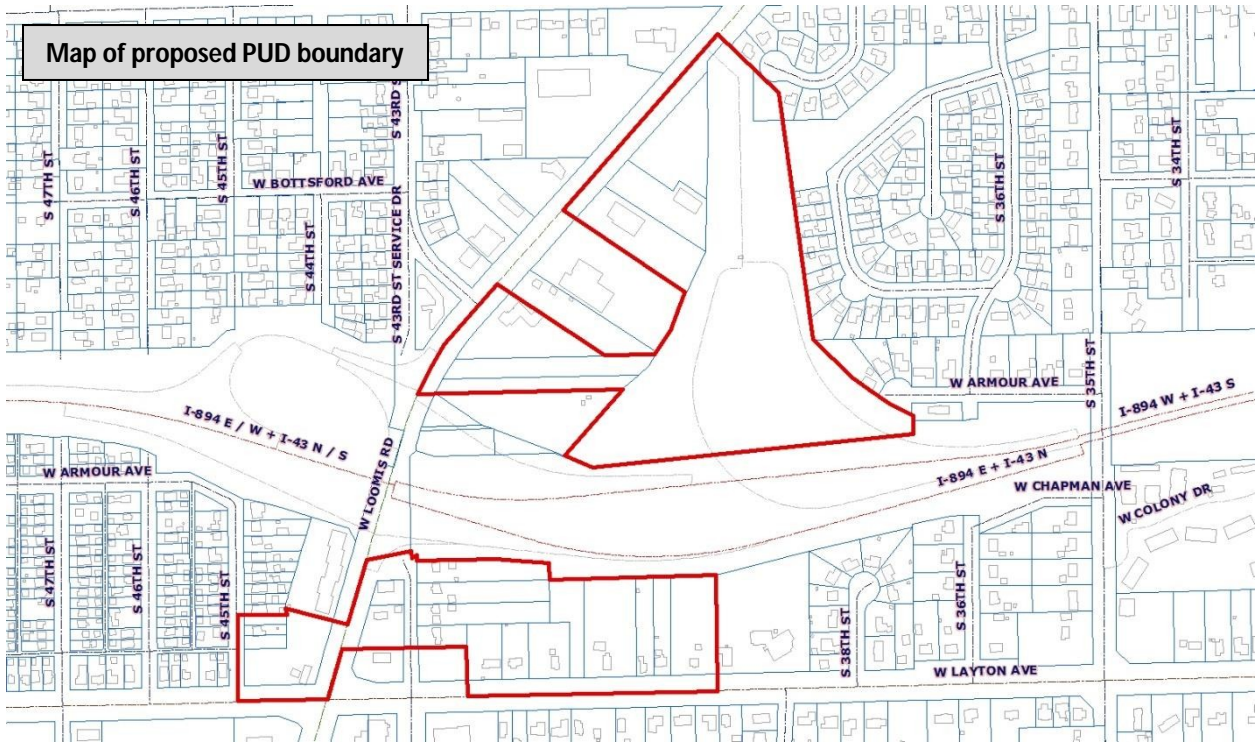 Map of proposed PUD boundary
S 43RD S
S 47TH ST
S 46TH ST
S 45TH ST
W BOTTSFORD AVE
S 44TH ST
S 43RD ST SERVICE DR
S 36TH ST
S 34TH ST
S 35TH ST
W ARMOUR AVE
I-894 W + I-43 S
I-894 E / W + I-43 N / S
I-894 E + I-43 N
W ARMOUR AVE
W LOOMIS RD
W CHAPMAN AVE
W COLONY DR
S 47TH ST
S 46TH ST
S 45TH ST
S 38TH ST
S 36TH ST
W LAYTON AVE